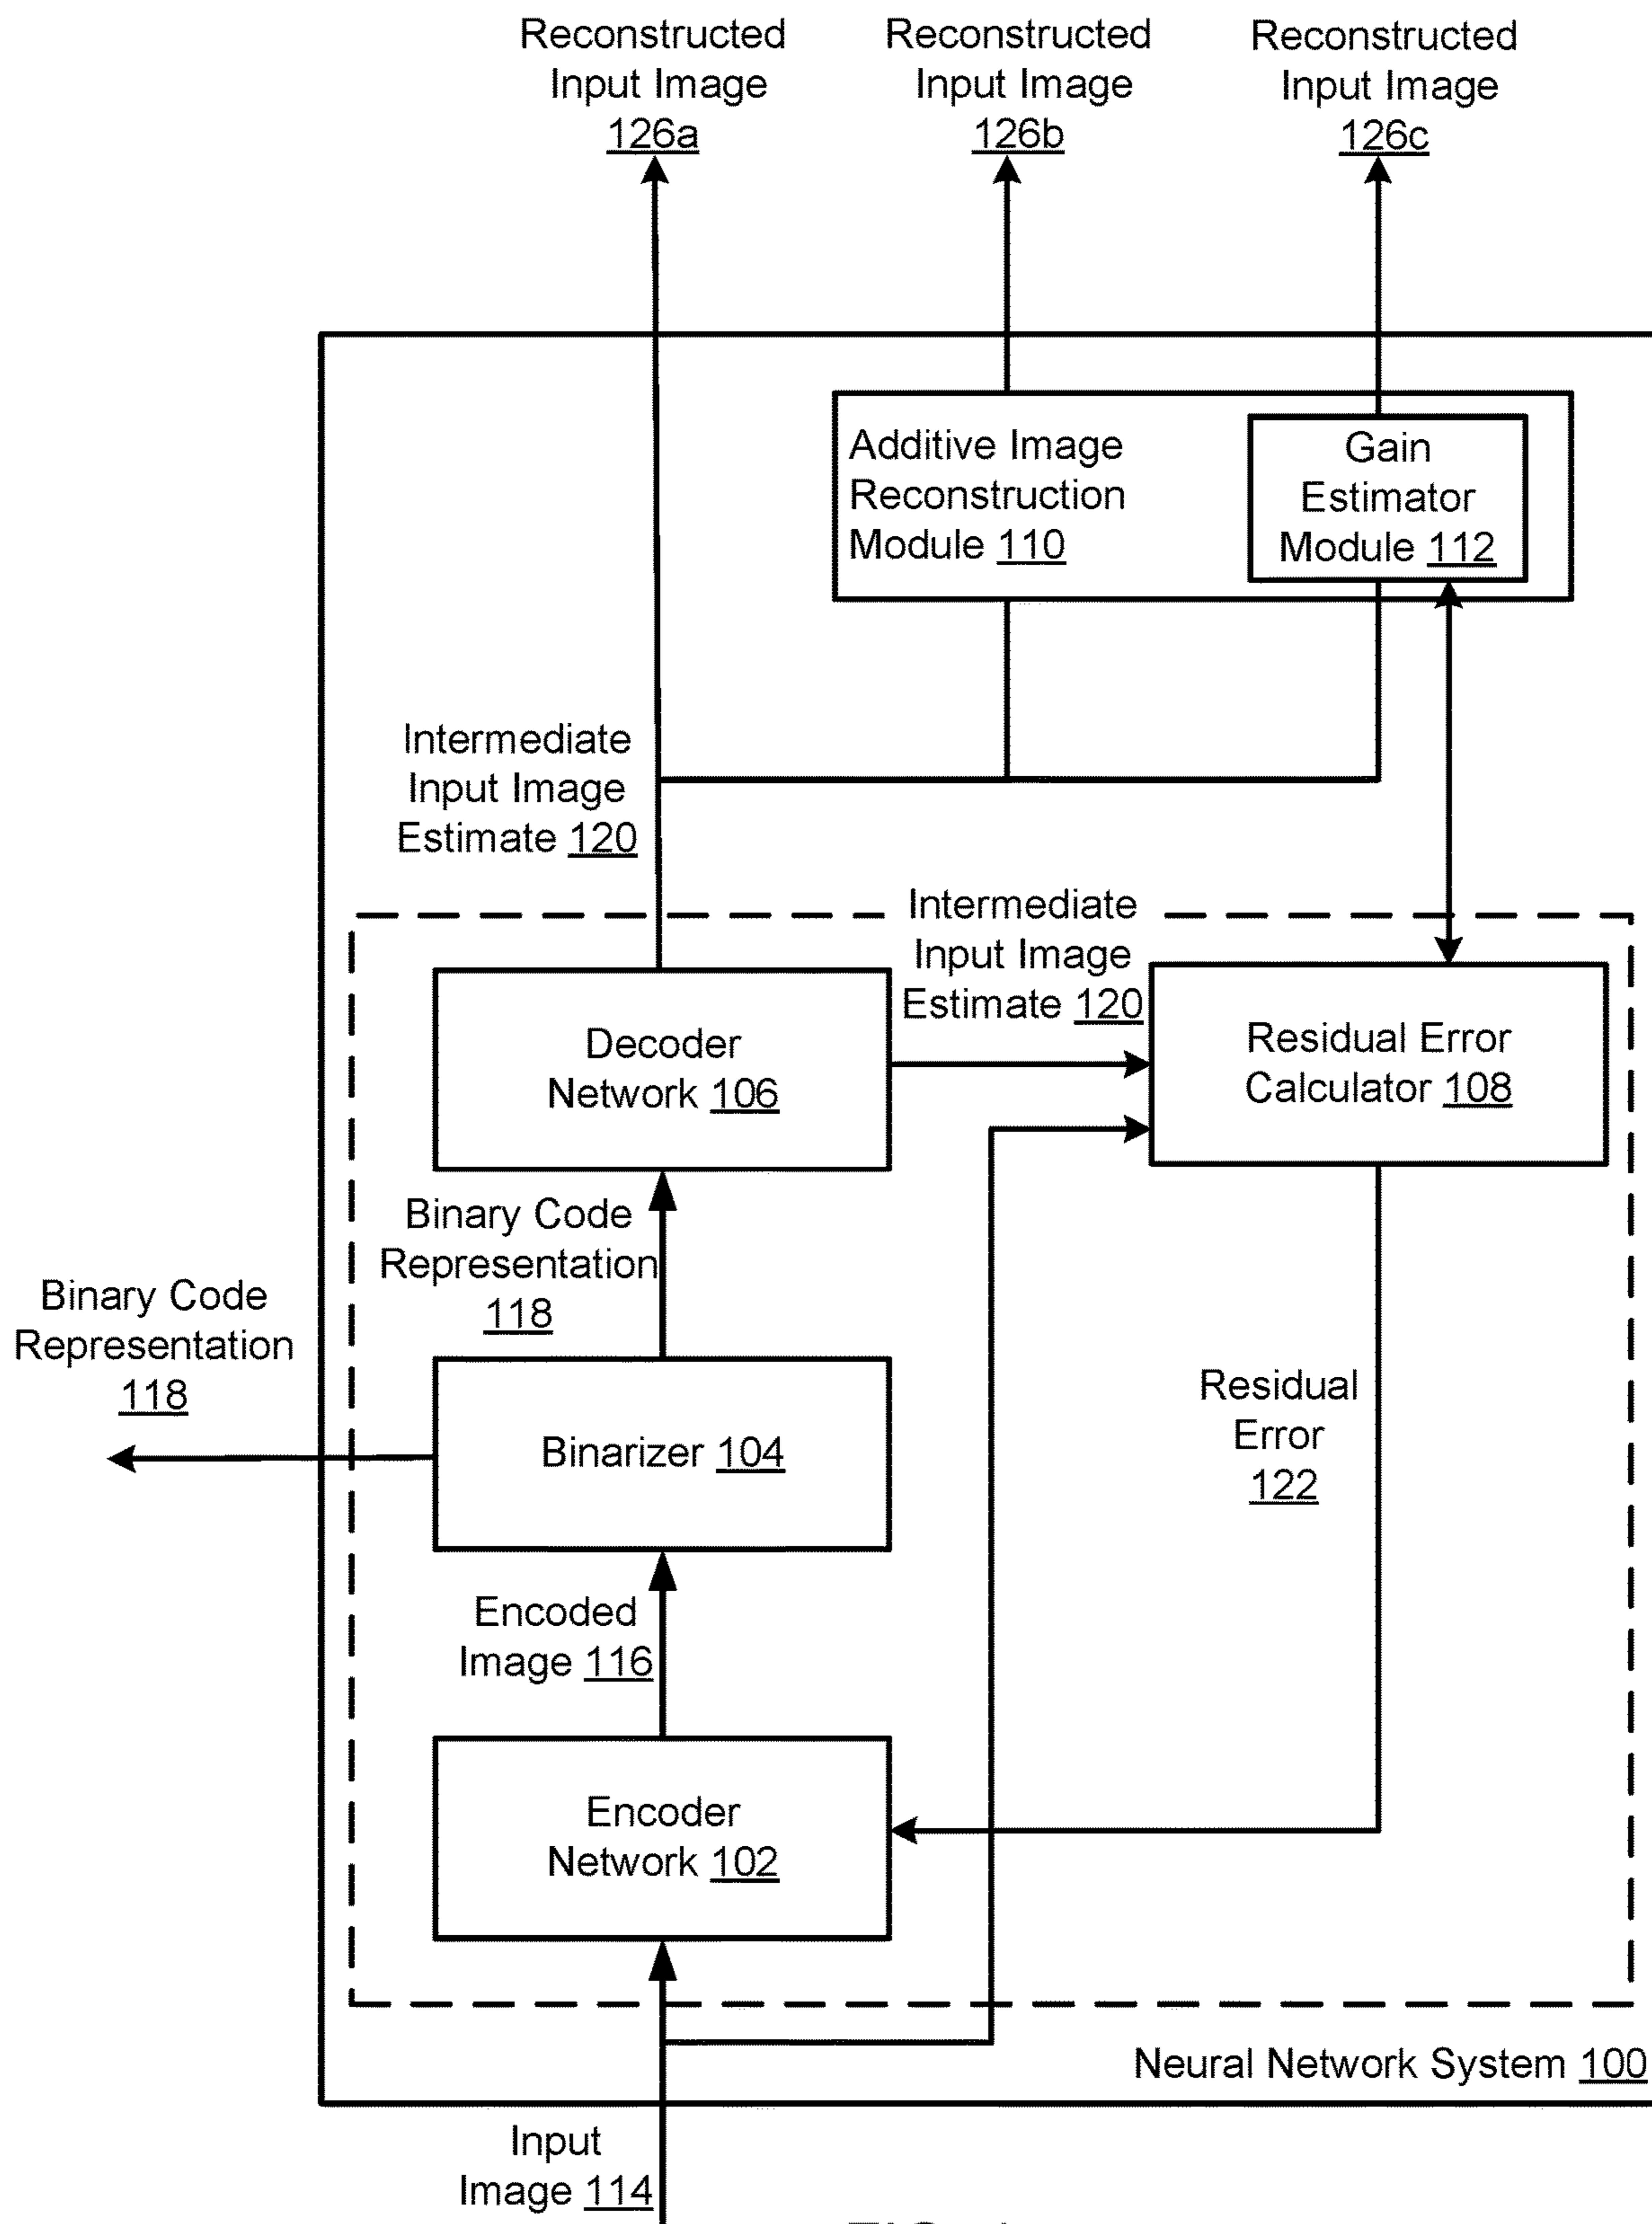 Reconstructed
Input Image
126a
Reconstructed
Input Image
126b
Reconstructed
Input Image
126c
Additive Image
Reconstruction
Module 110
Gain
Estimator
Module 112
Intermediate
Input Image
Estimate 120
Intermediate
Input Image
Estimate 120
Decoder
Network 106
Residual Error
Calculator 108
Binary Code
Representation
118
Binary Code
Representation
118
Binarizer 104
Residual
Error
122
Encoded
Image 116
Encoder
Network 102
Neural Network System 100
Input
Image 114